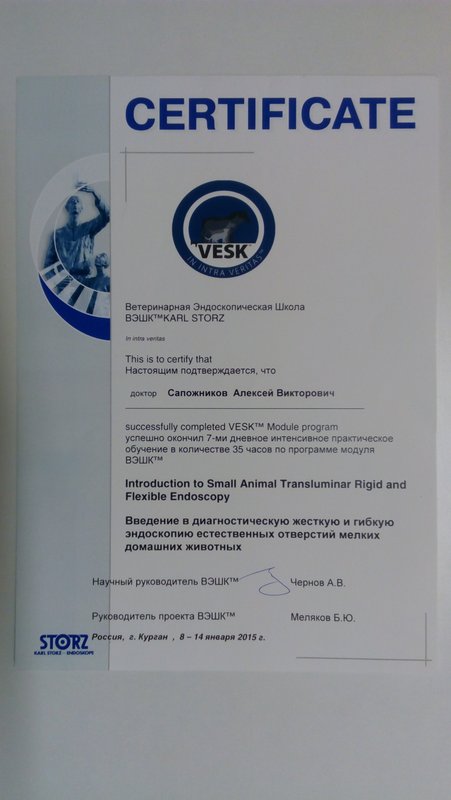 CERTIFICATE
VESK™
IN INTRA-VERITAS™
Ветеринарная Эндоскопическая Школа
ВЭШК™KARL STORZ
In intra veritas
This is to certify that
Настоящим подтверждается, что
доктор Сапожников Алексей Викторович
successfully completed VESK™ Module program
успешно окончил 7-ми дневное интенсивное практическое
обучение в количестве 35 часов по программе модуля
ВЭШК™
Introduction to Small Animal Transluminar Rigid and
Flexible Endoscopy
Введение в диагностическую жесткую и гибкую
эндоскопию естественных отверстий мелких
домашних животных
Научный руководитель ВЭШК™ Чернов А.В.
Руководитель проекта ВЭШК™ Меляков Б.Ю.
Россия, г. Курган , 8 – 14 января 2015 г.
STORZ
KARL STORZ - ENDOSKOPE